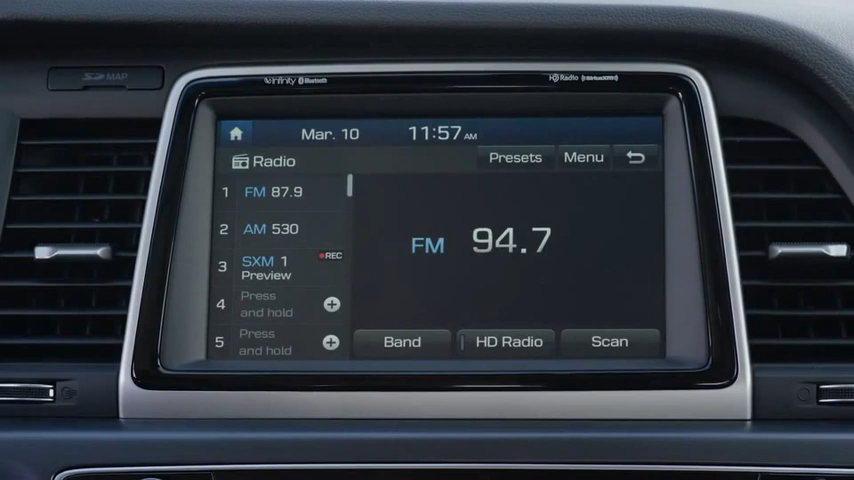 SD MAP
infinity Bluetooth
HD Radio (SiriusXM)
Mar. 10 11:57 AM
Radio Presets Menu
1 FM 87.9
2 AM 530
3 SXM 1 REC
Preview
FM 94.7
4 Press
and hold
5 Press
and hold
Band HD Radio Scan